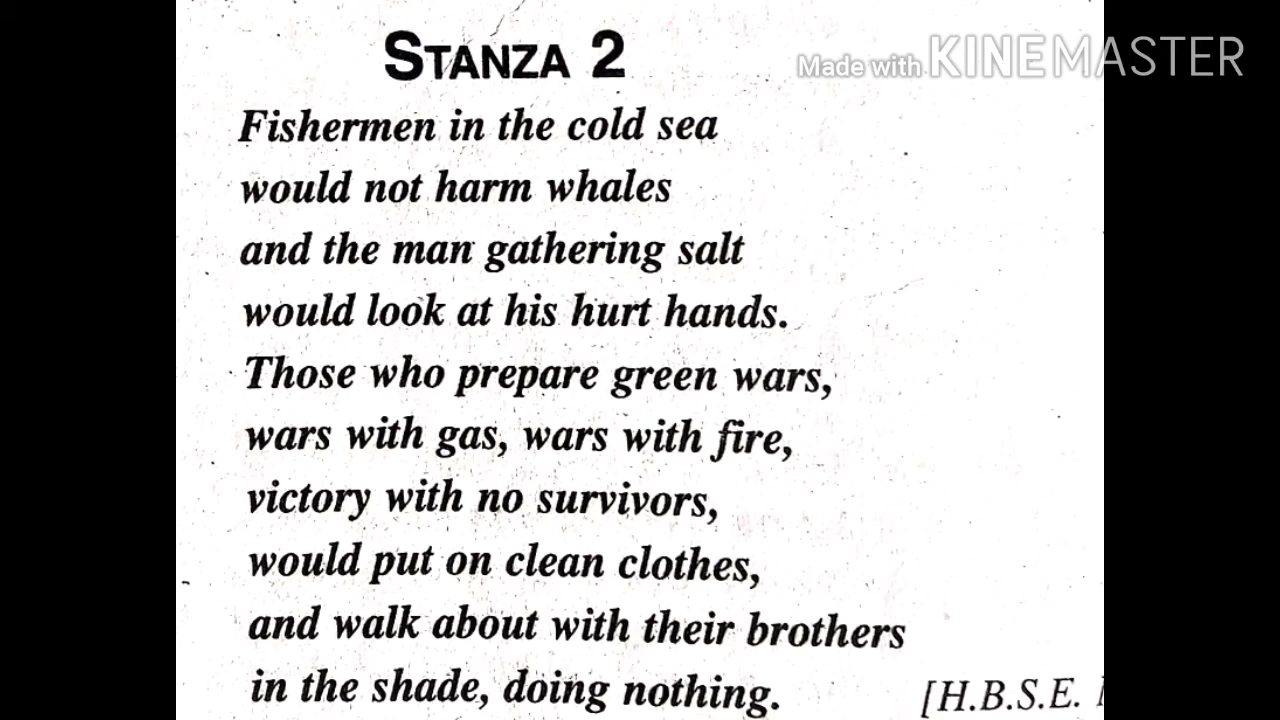 STANZA 2
Made with KINEMASTER
Fishermen in the cold sea
would not harm whales
and the man gathering salt
would look at his hurt hands.
Those who prepare green wars,
wars with gas, wars with fire,
victory with no survivors,
would put on clean clothes,
and walk about with their brothers
in the shade, doing nothing.
[H.B.S.E.